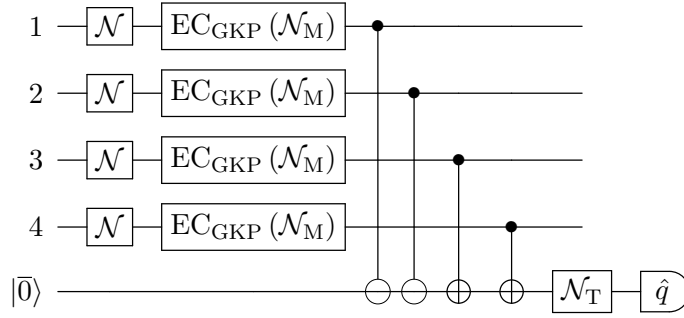 1 𝒩 EC_GKP (𝒩_M)
2 𝒩 EC_GKP (𝒩_M)
3 𝒩 EC_GKP (𝒩_M)
4 𝒩 EC_GKP (𝒩_M)
|0̅⟩ 𝒩_T q̂